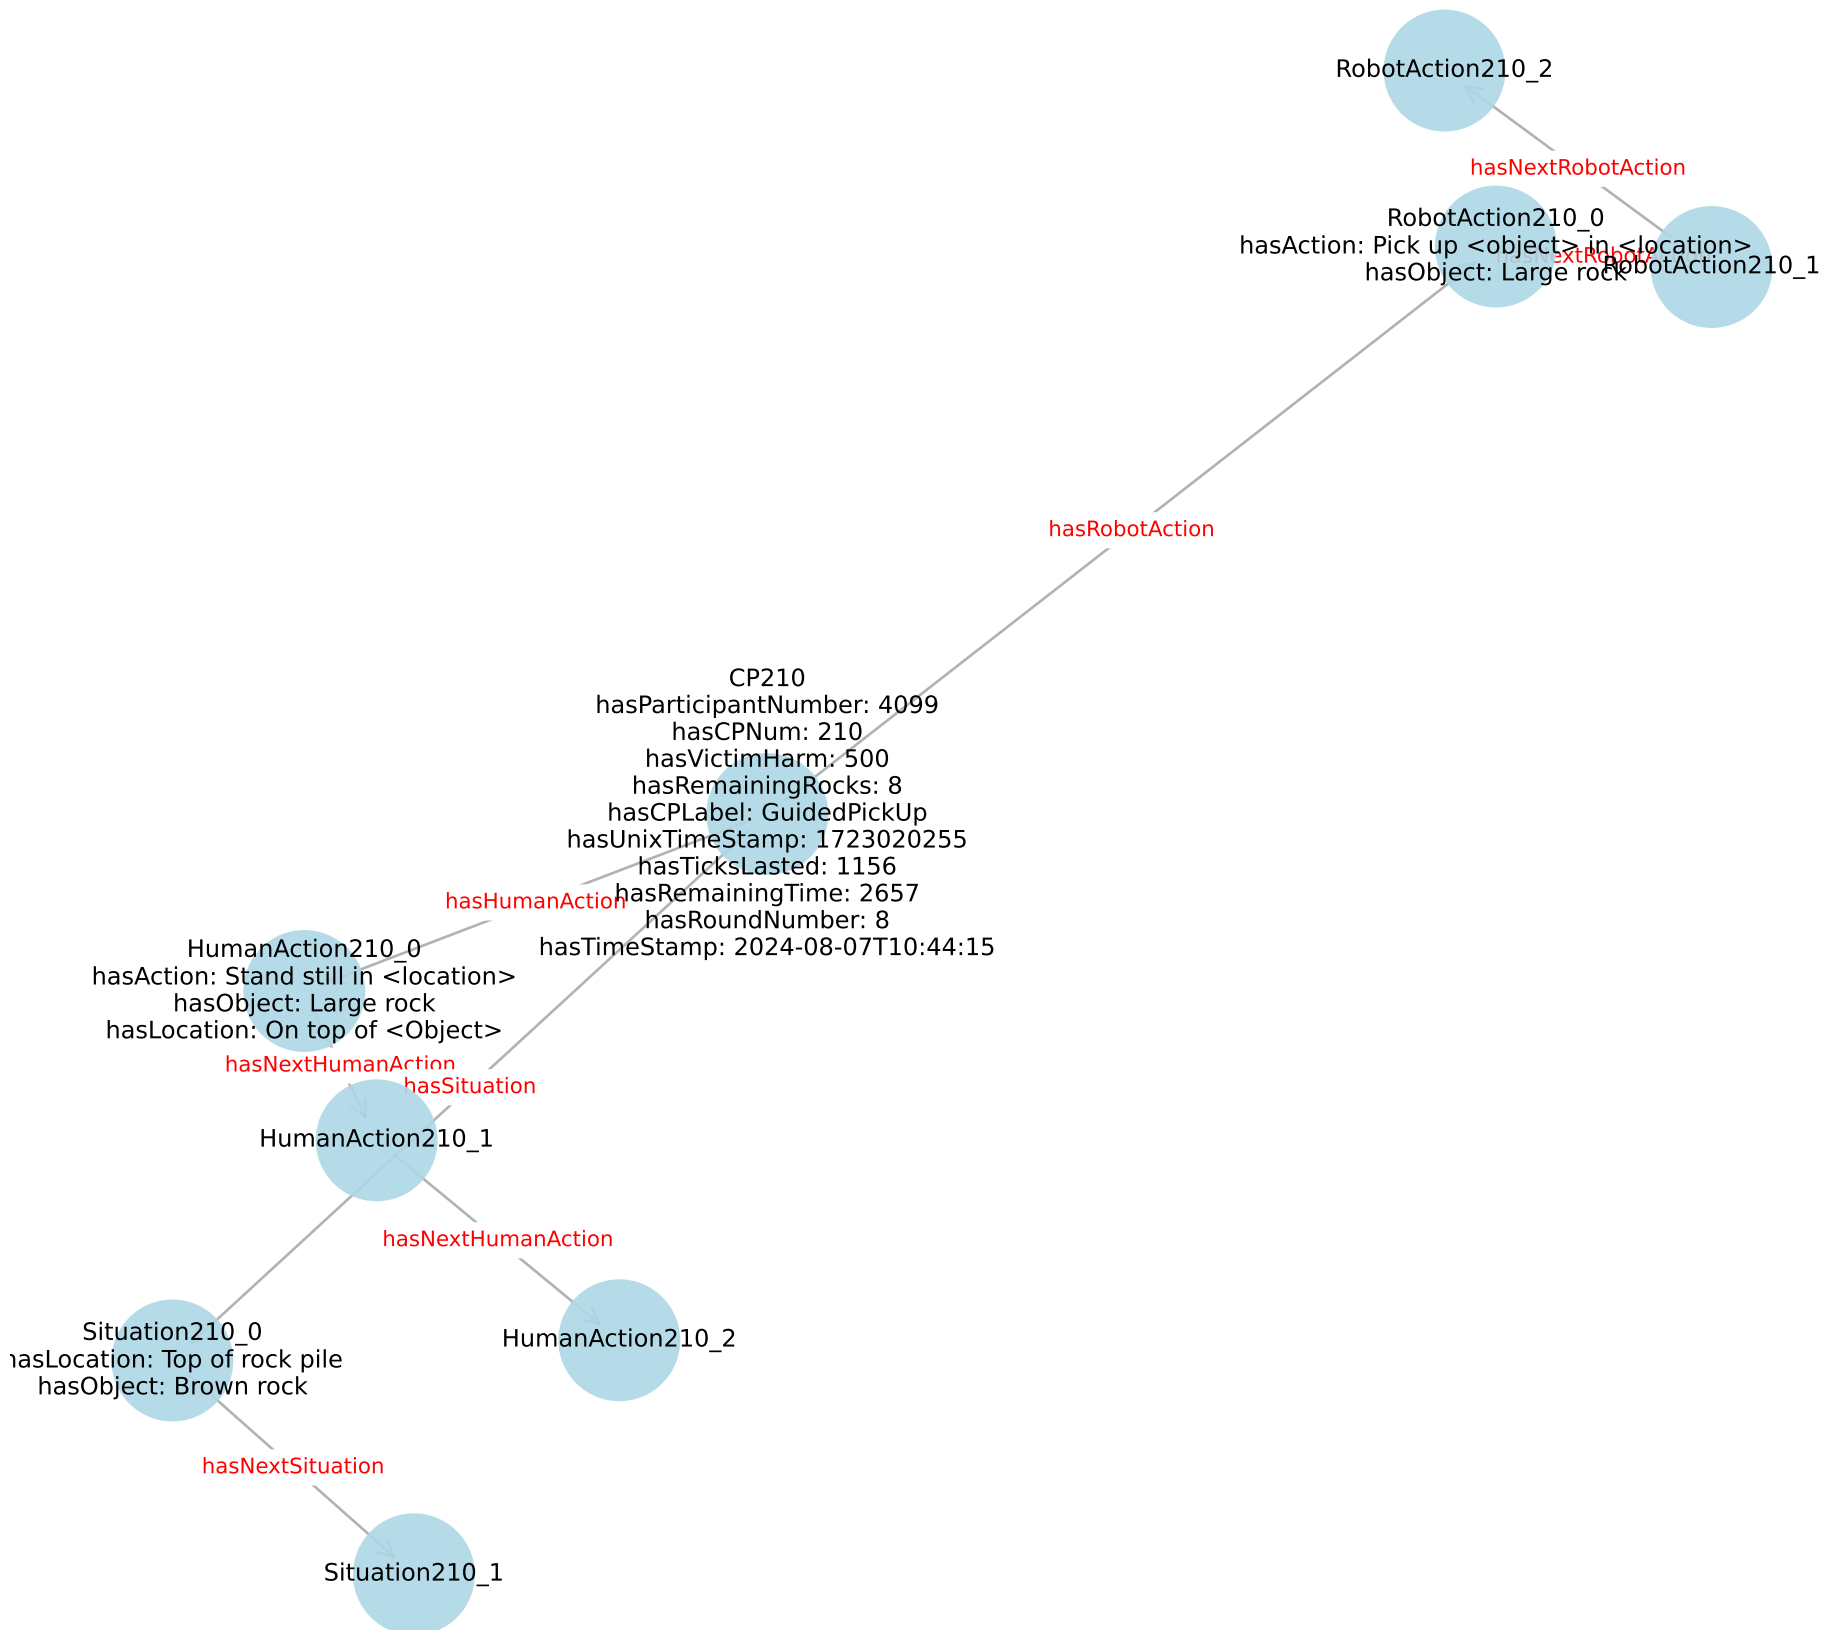 RobotAction210_2
hasNextRobotAction
RobotAction210_0
hasAction: Pick up <object> in <location>
hasObject: Large rock
RobotAction210_1
hasRobotAction
CP210
hasParticipantNumber: 4099
hasCPNum: 210
hasVictimHarm: 500
hasRemainingRocks: 8
hasCPLabel: GuidedPickUp
hasUnixTimeStamp: 1723020255
hasTicksLasted: 1156
hasRemainingTime: 2657
hasRoundNumber: 8
hasTimeStamp: 2024-08-07T10:44:15
hasHumanAction
HumanAction210_0
hasAction: Stand still in <location>
hasObject: Large rock
hasLocation: On top of <Object>
hasNextHumanAction
hasSituation
HumanAction210_1
hasNextHumanAction
HumanAction210_2
Situation210_0
hasLocation: Top of rock pile
hasObject: Brown rock
hasNextSituation
Situation210_1